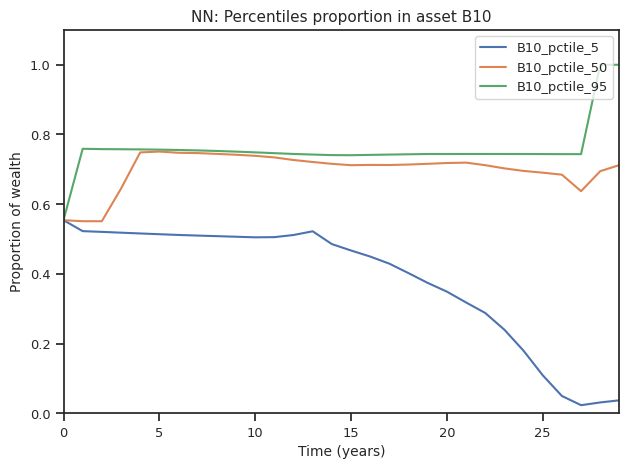 NN: Percentiles proportion in asset B10
B10_pctile_5
B10_pctile_50
B10_pctile_95
1.0
0.8
0.6
0.4
0.2
0.0
Proportion of wealth
0 5 10 15 20 25
Time (years)